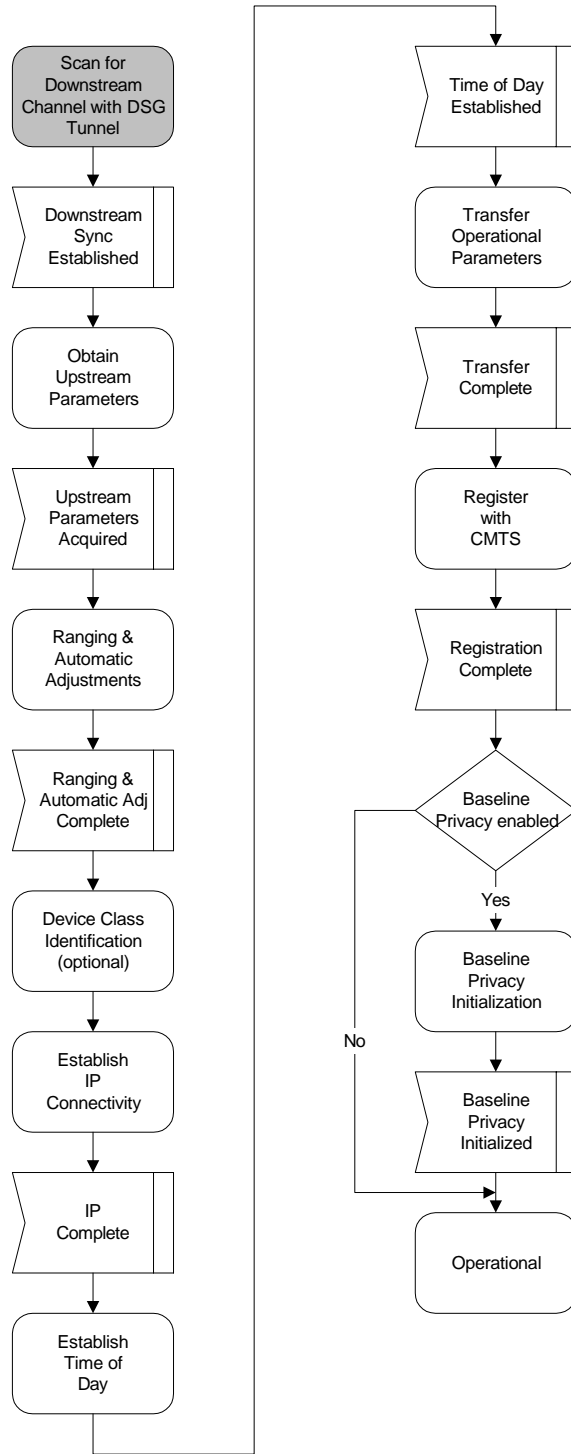 Scan for
Downstream
Channel with DSG
Tunnel
Downstream
Sync
Established
Obtain
Upstream
Parameters
Upstream
Parameters
Acquired
Ranging &
Automatic
Adjustments
Ranging &
Automatic Adj
Complete
Device Class
Identification
(optional)
Establish
IP
Connectivity
IP
Complete
Establish
Time of
Day
Time of Day
Established
Transfer
Operational
Parameters
Transfer
Complete
Register
with
CMTS
Registration
Complete
Baseline
Privacy enabled
Yes
Baseline
Privacy
Initialization
No
Baseline
Privacy
Initialized
Operational